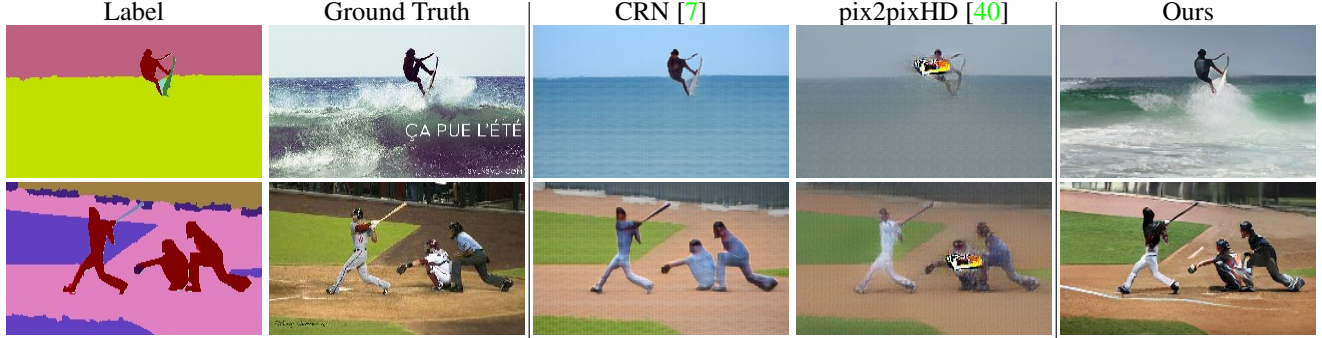 Label
Ground Truth
CRN [7]
pix2pixHD [40]
Ours
ÇA PUE L'ÉTÉ